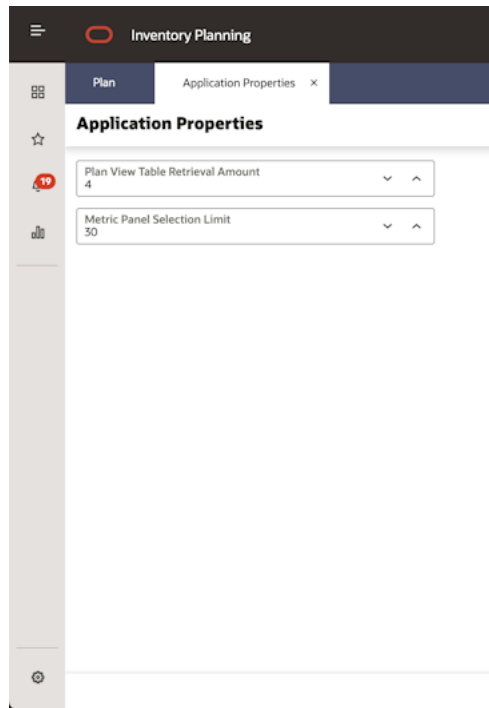 Inventory Planning
Plan
Application Properties ×
Application Properties
19
Plan View Table Retrieval Amount
4
Metric Panel Selection Limit
30